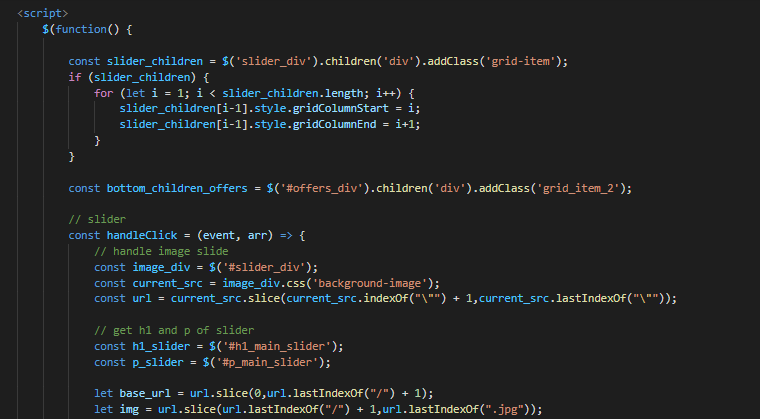 <script>
$(function() {
const slider_children = $('slider_div').children('div').addClass('grid-item');
if (slider_children) {
for (let i = 1; i < slider_children.length; i++) {
slider_children[i-1].style.gridColumnStart = i;
slider_children[i-1].style.gridColumnEnd = i+1;
}
}
const bottom_children_offers = $('#offers_div').children('div').addClass('grid_item_2');
// slider
const handleClick = (event, arr) => {
// handle image slide
const image_div = $('#slider_div');
const current_src = image_div.css('background-image');
const url = current_src.slice(current_src.indexOf("\"") + 1,current_src.lastIndexOf("\""));
// get h1 and p of slider
const h1_slider = $('#h1_main_slider');
const p_slider = $('#p_main_slider');
let base_url = url.slice(0,url.lastIndexOf("/") + 1);
let img = url.slice(url.lastIndexOf("/") + 1,url.lastIndexOf(".jpg"));